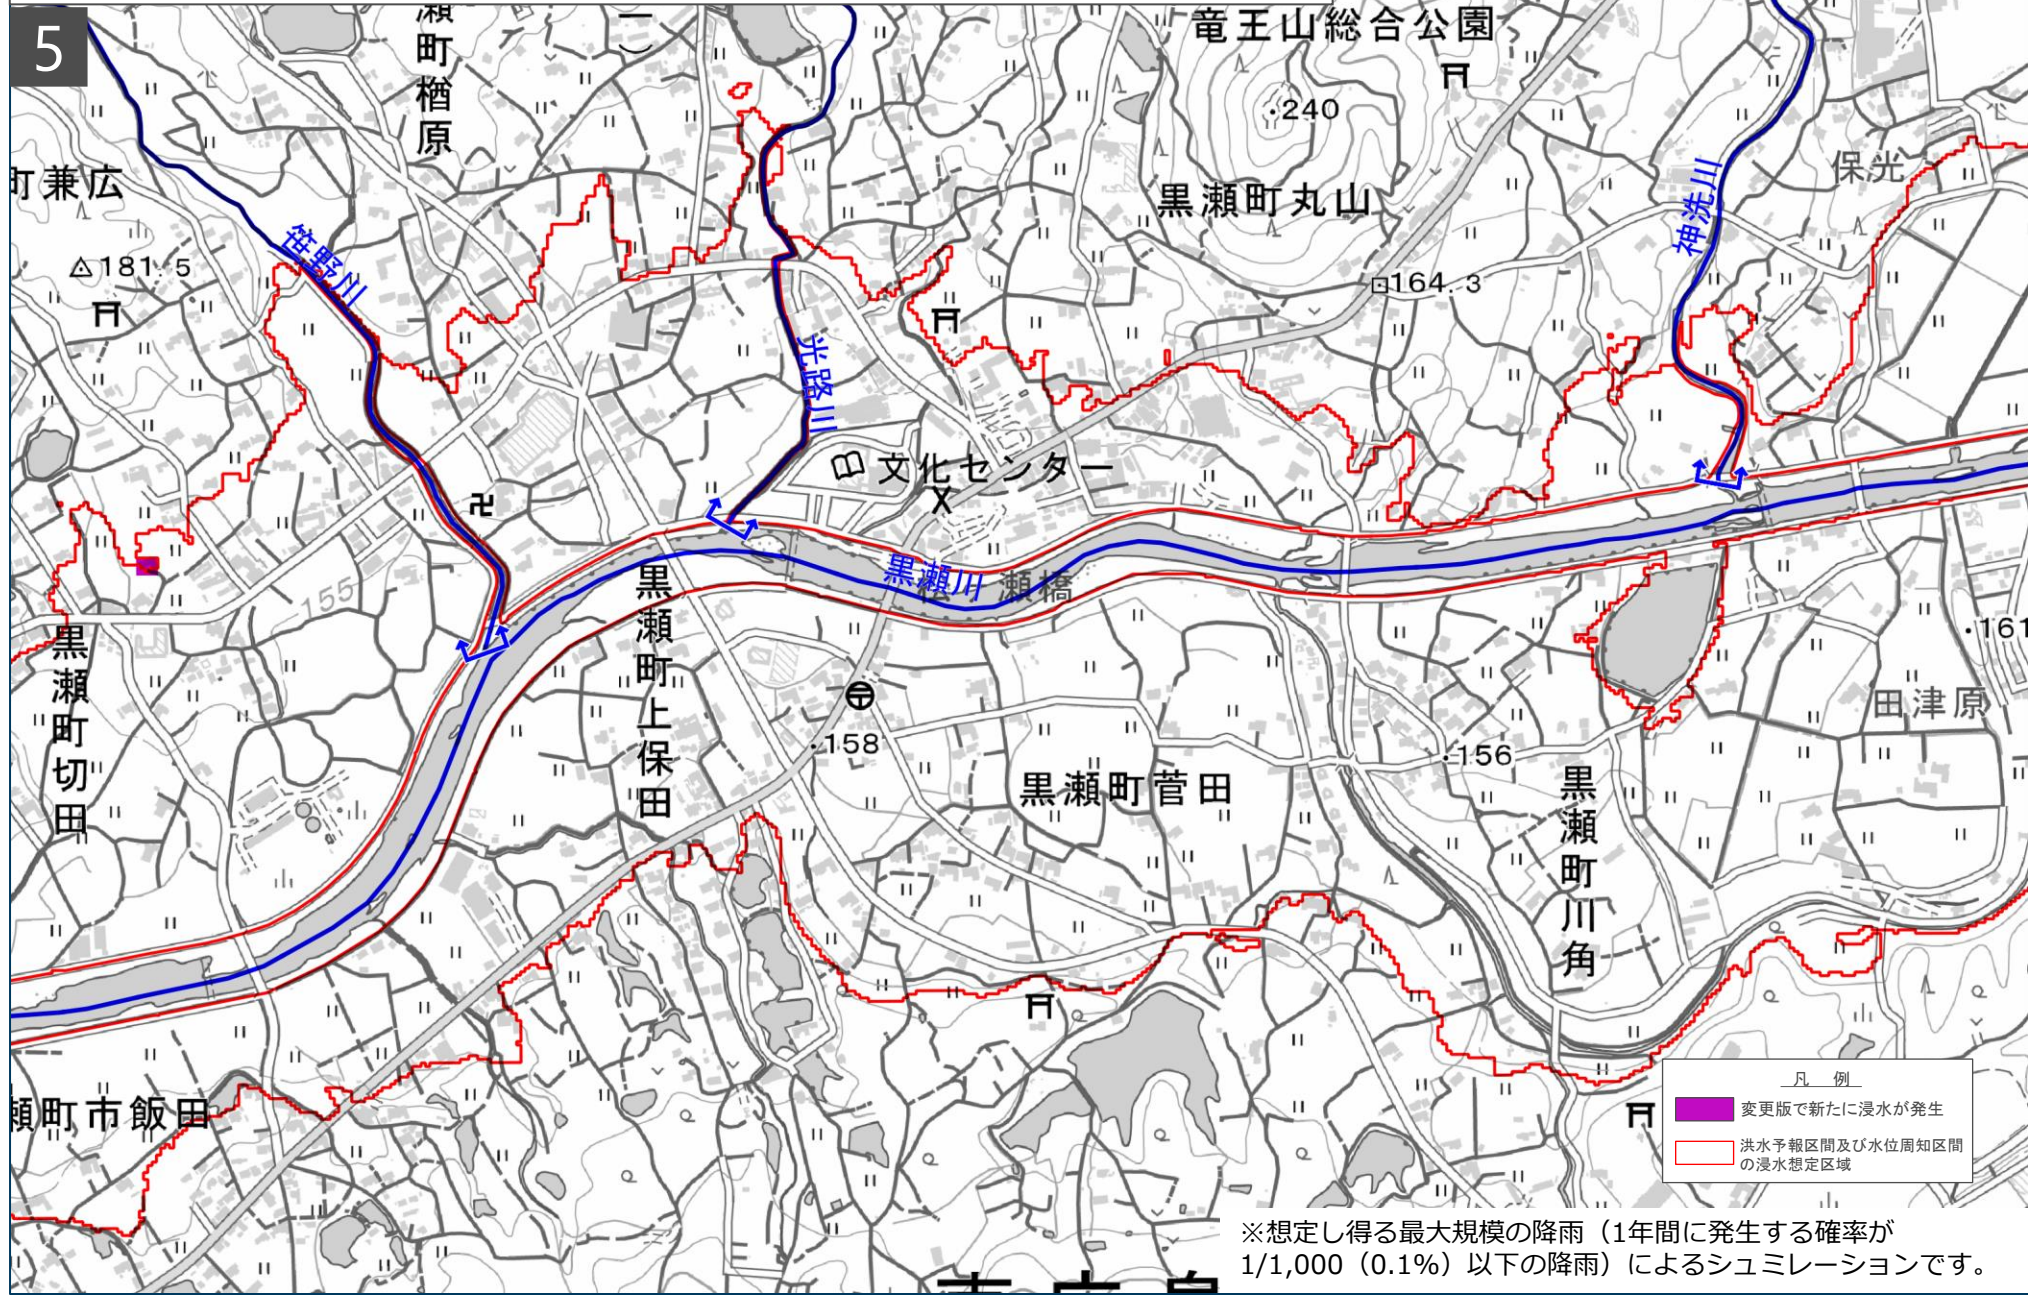 5
瀬町楢原
竜王山総合公園
240
町兼広
黒瀬町丸山
保光
神洗川
笹野川
181.5
164.3
光路川
文化センター
155
黒瀬川
瀬橋
黒瀬町切田
黒瀬町上保田
161
田津原
158
156
黒瀬町菅田
黒瀬町川角
瀬町市飯田
凡 例
変更版で新たに浸水が発生
洪水予報区間及び水位周知区間
の浸水想定区域
※想定し得る最大規模の降雨（1年間に発生する確率が
1/1,000（0.1%）以下の降雨）によるシュミレーションです。